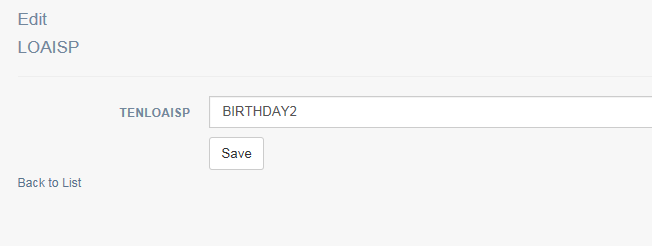 Edit
LOAISP
TENLOAISP
BIRTHDAY2
Save
Back to List